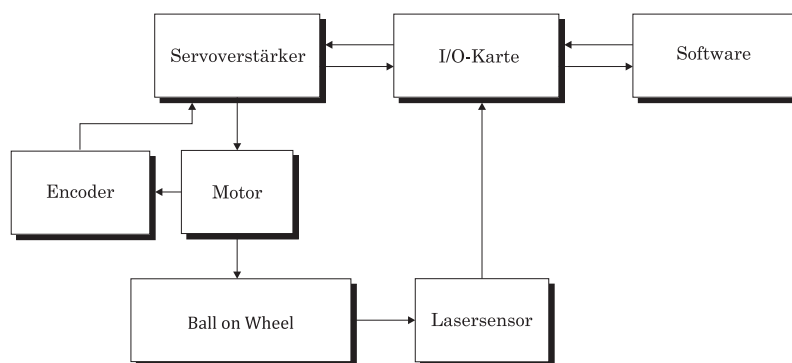 Servoverstärker
I/O-Karte
Software
Encoder
Motor
Ball on Wheel
Lasersensor